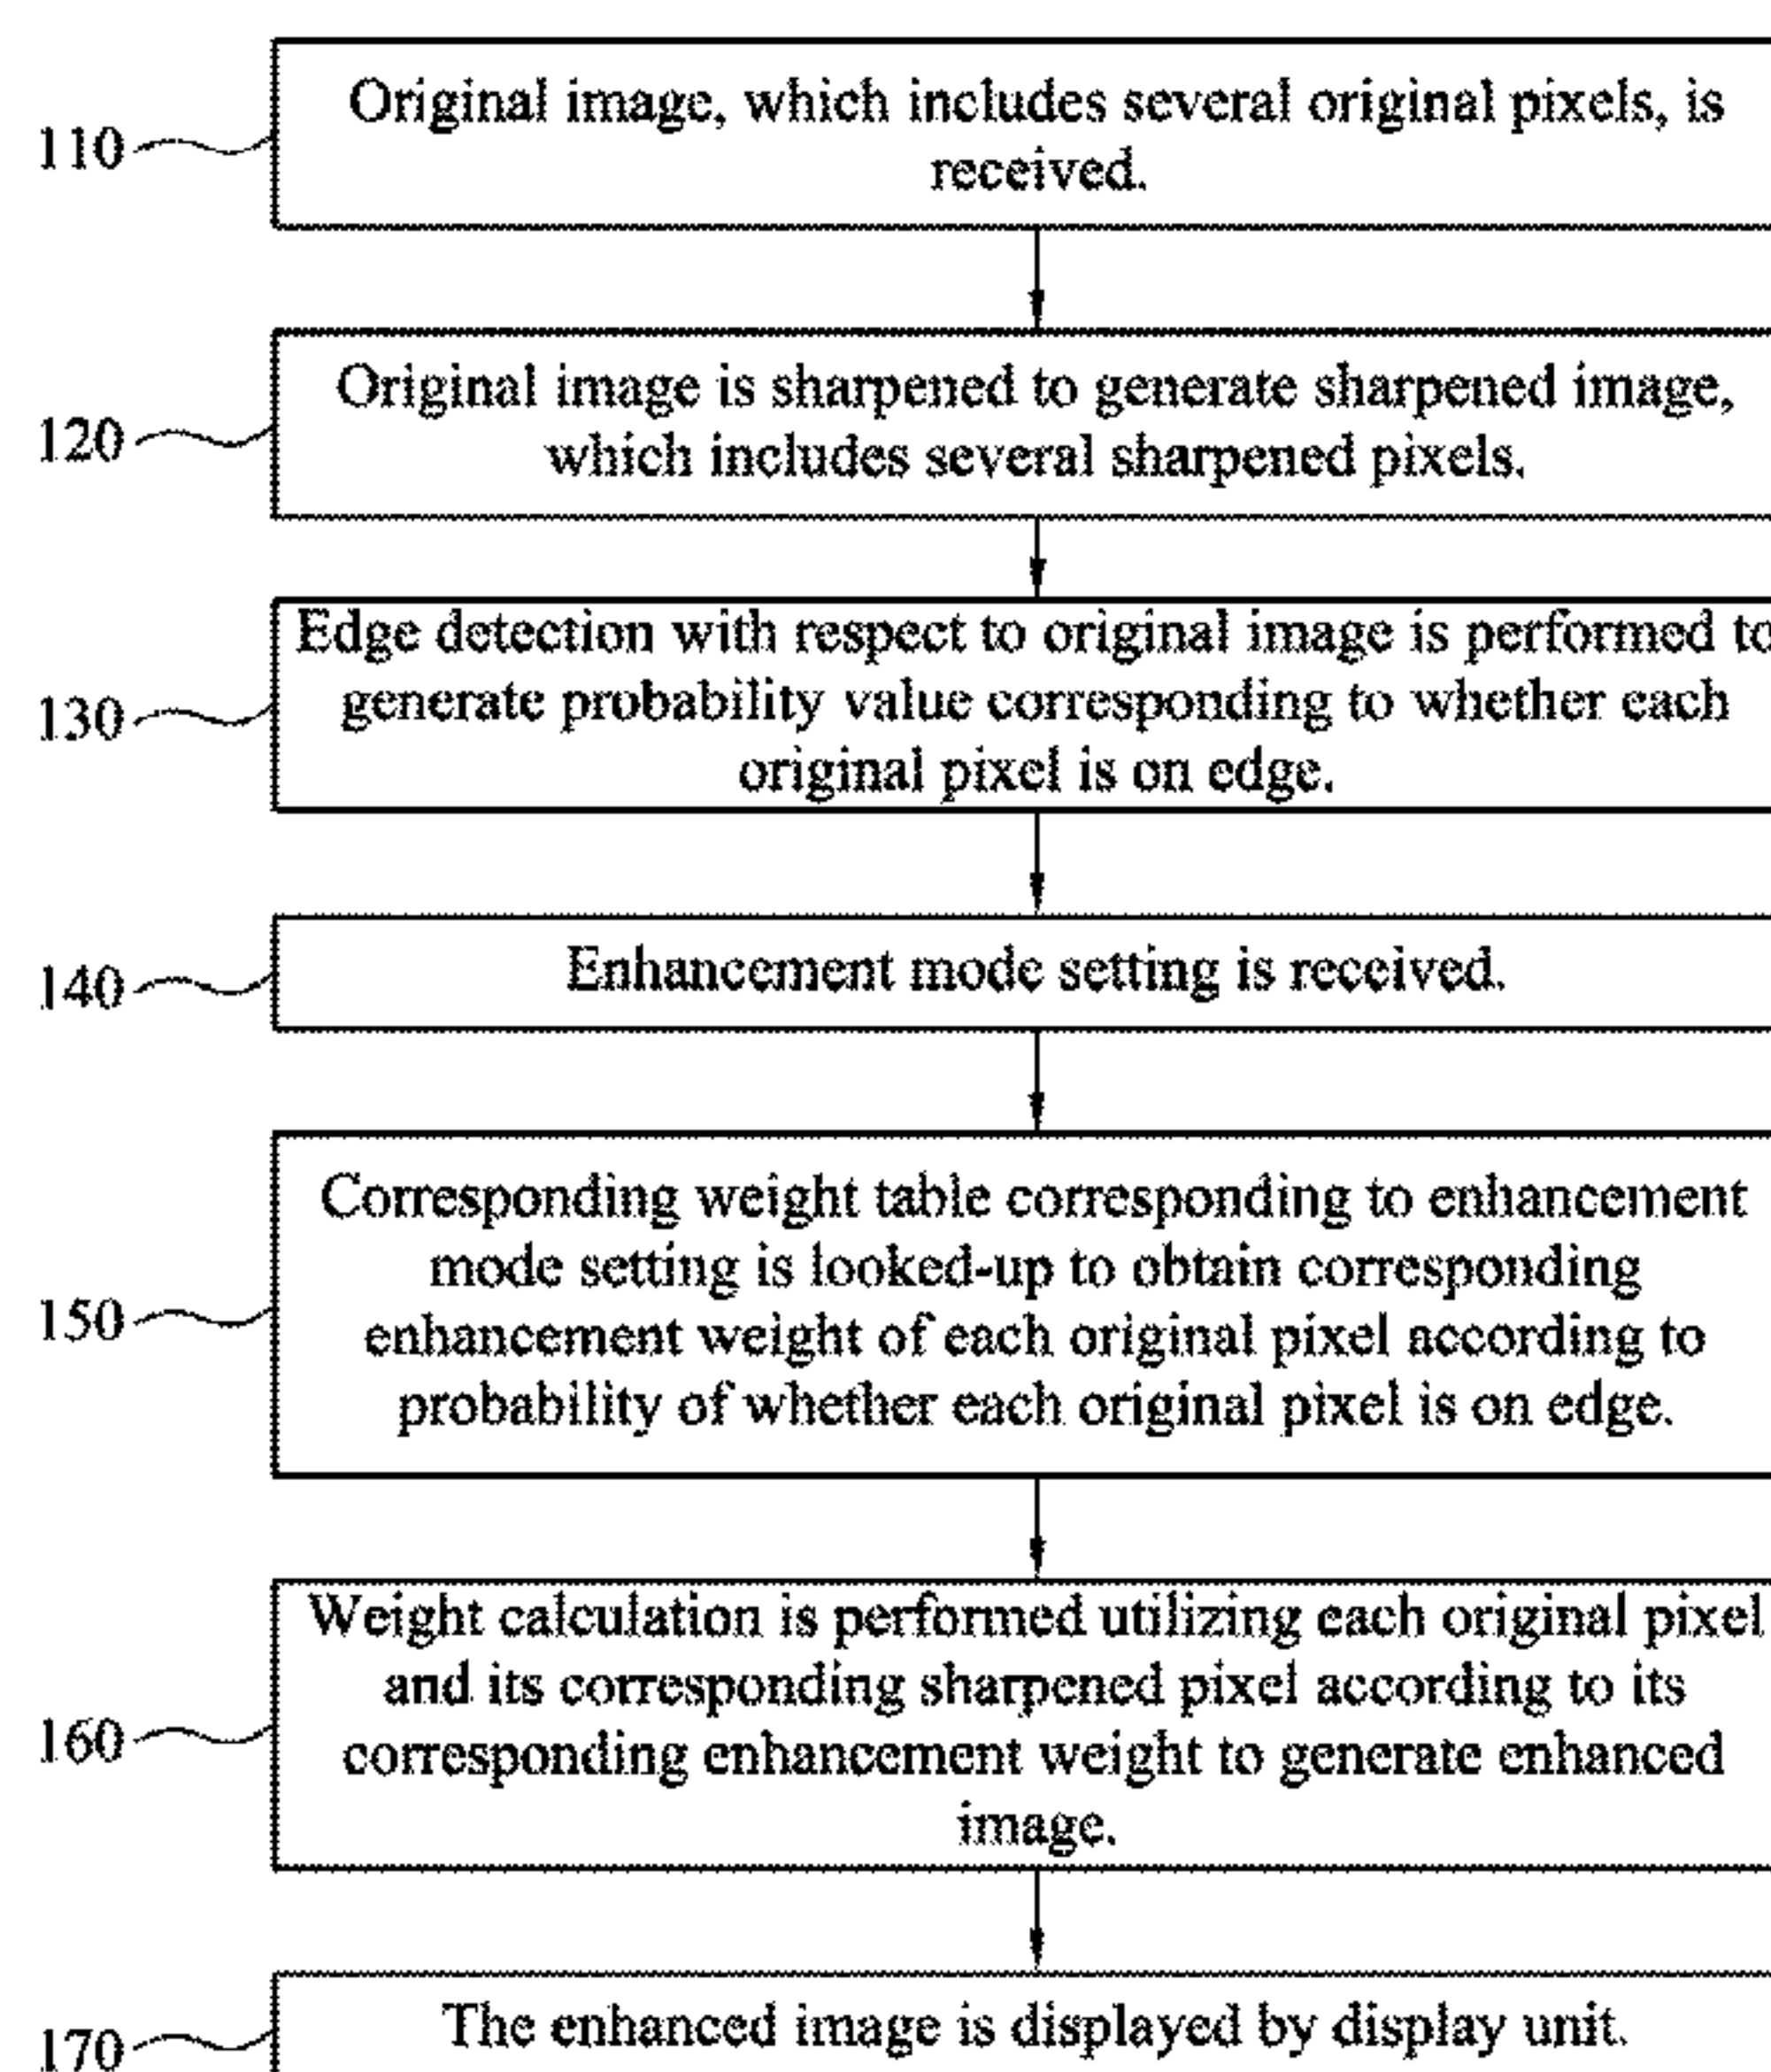 Original image, which includes several original pixels, is
110
received.
Original image is sharpened to generate sharpened image,
120
which includes several sharpened pixels.
Edge detection with respect to original image is performed to
130
generate probability value corresponding to whether each
original pixel is on edge.
140
Enhancement mode setting is received.
Corresponding weight table corresponding to enhancement
mode setting is looked-up to obtain corresponding
150
enhancement weight of each original pixel according to
probability of whether each original pixel is on edge.
Weight calculation is performed utilizing each original pixel
and its corresponding sharpened pixel according to its
160
corresponding enhancement weight to generate enhanced
image.
170
The enhanced image is displayed by display unit.